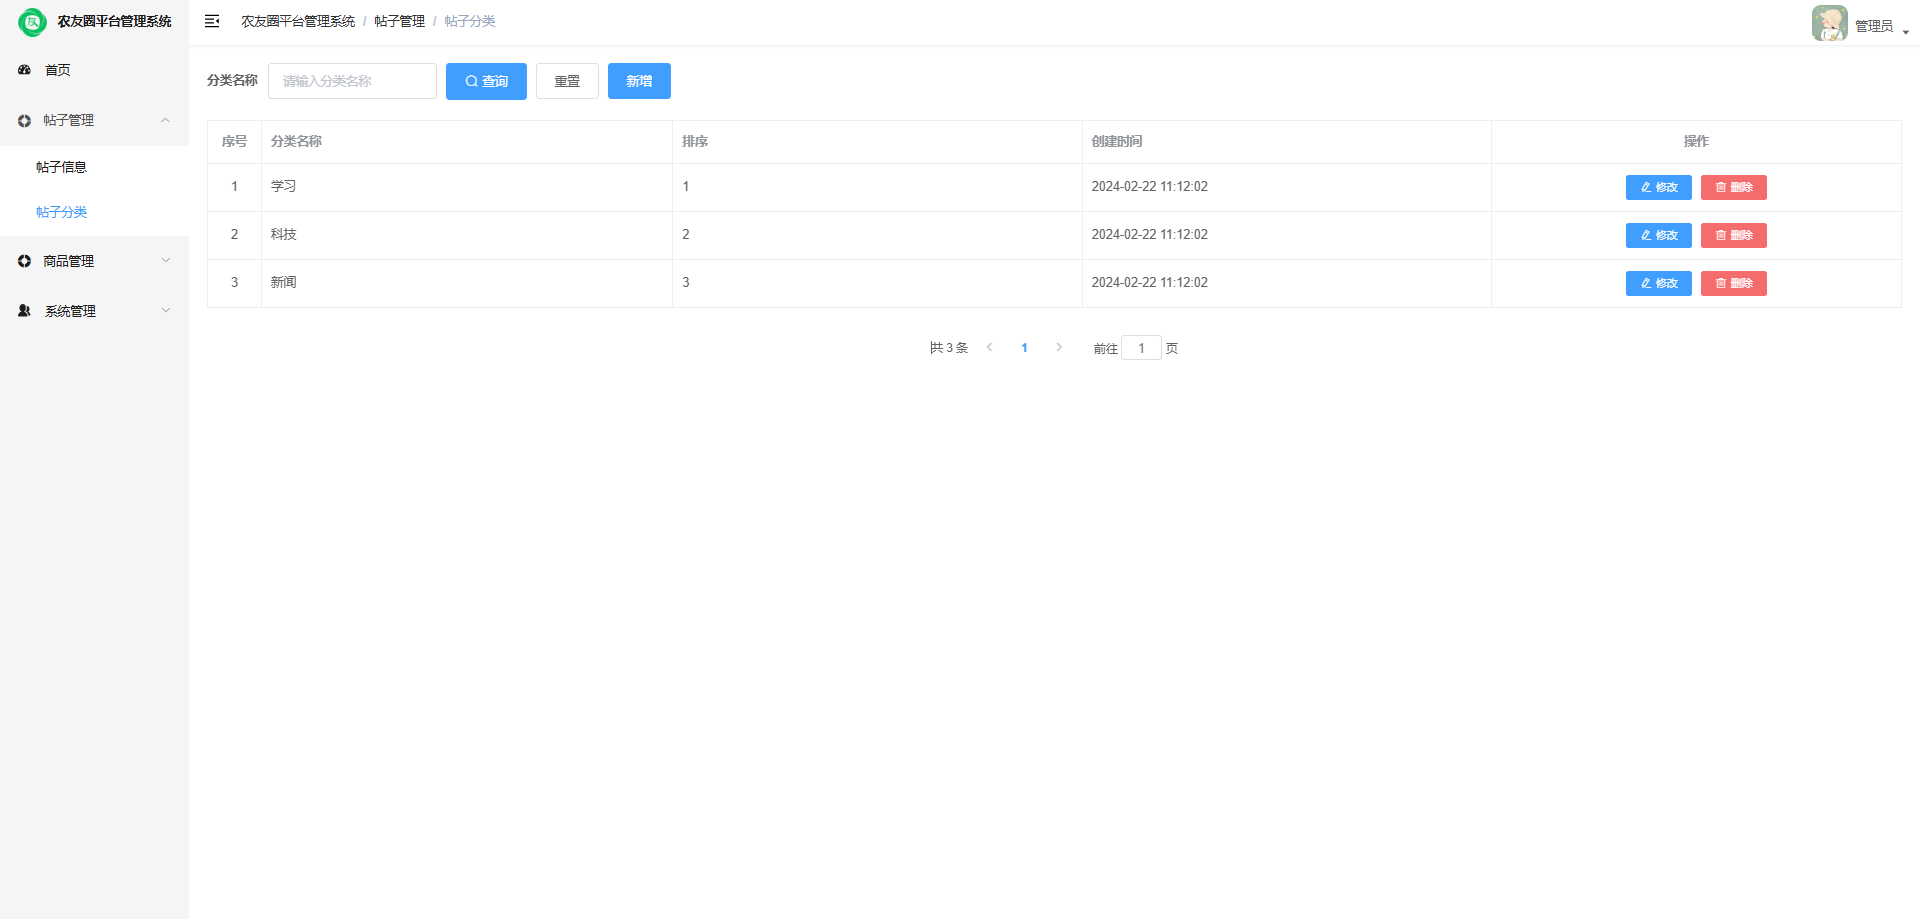 农友圈平台管理系统
农友圈平台管理系统 / 帖子管理 / 帖子分类
管理员
首页
帖子管理
帖子信息
帖子分类
商品管理
系统管理
分类名称 请输入分类名称 查询 重置 新增
序号 分类名称 排序 创建时间 操作
1 学习 1 2024-02-22 11:12:02 修改 删除
2 科技 2 2024-02-22 11:12:02 修改 删除
3 新闻 3 2024-02-22 11:12:02 修改 删除
共 3 条 1 前往 1 页